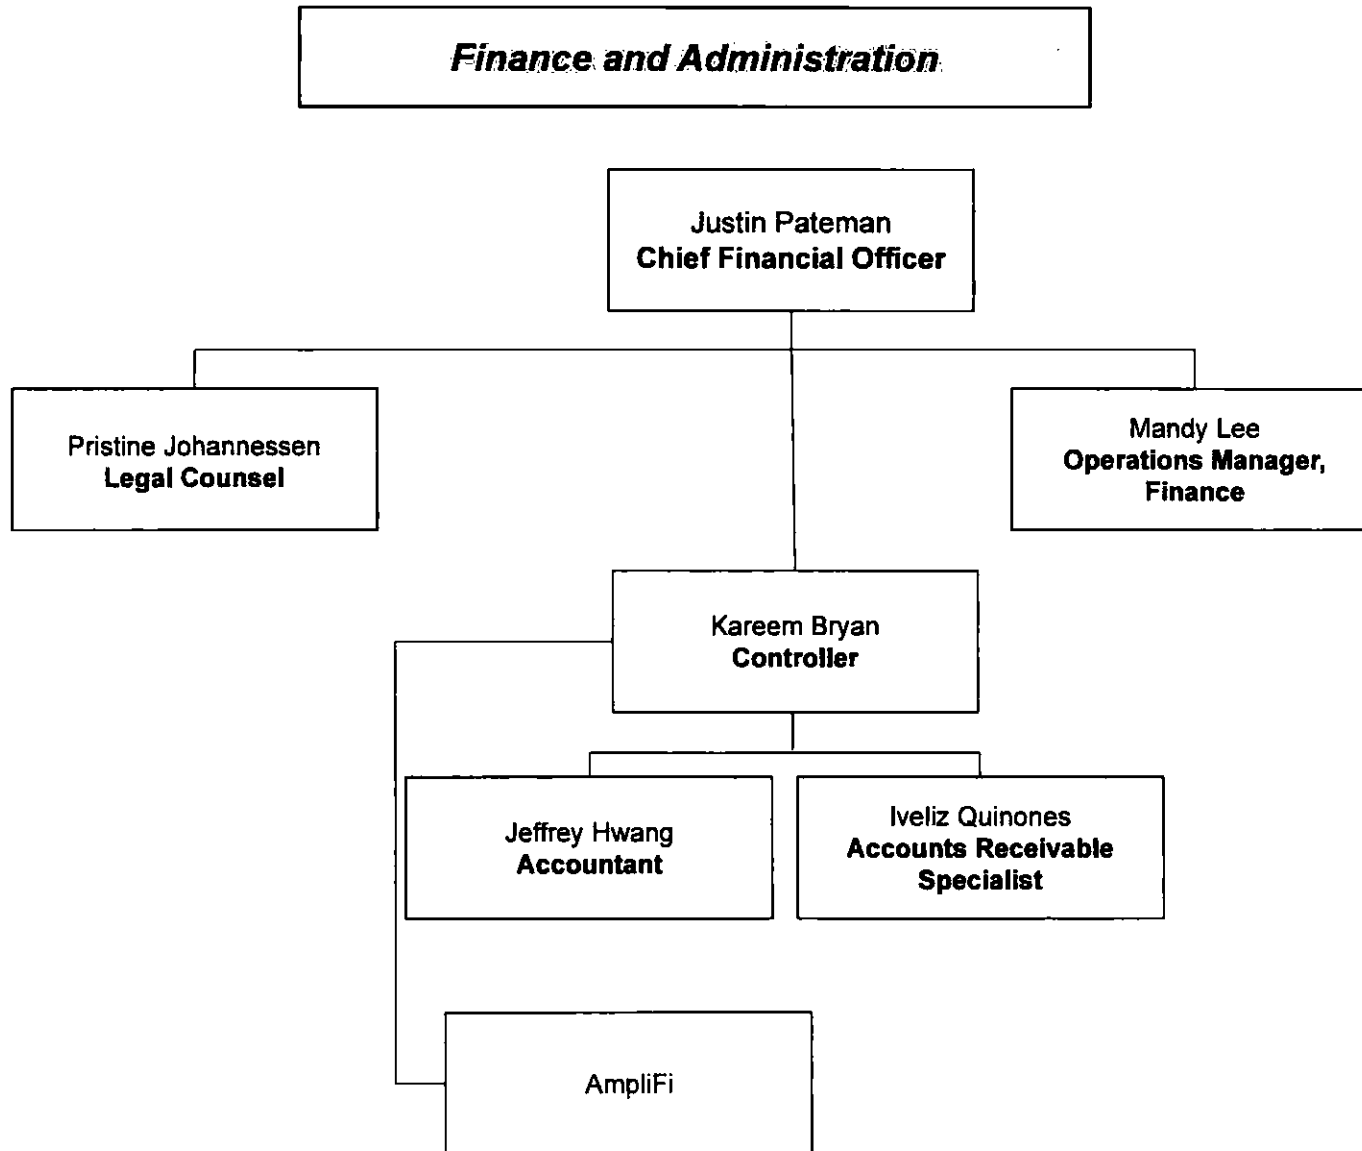 Finance and Administration
Justin Pateman
Chief Financial Officer
Pristine Johannessen
Legal Counsel
Mandy Lee
Operations Manager,
Finance
Kareem Bryan
Controller
Jeffrey Hwang
Accountant
Iveliz Quinones
Accounts Receivable
Specialist
AmpliFi